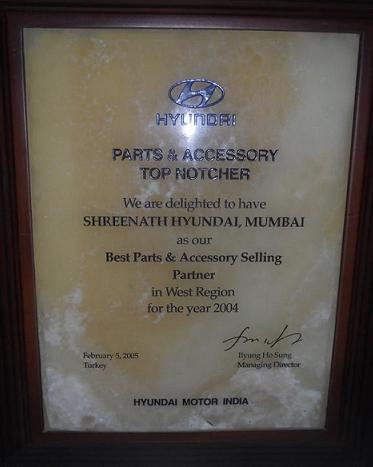 HYUNDAI
PARTS & ACCESSORY
TOP NOTCHER
We are delighted to have
SHREENATH HYUNDAI, MUMBAI
as our
Best Parts & Accessory Selling
Partner
in West Region
for the year 2004
February 5, 2005
Turkey
Byung Ho Sung
Managing Director
HYUNDAI MOTOR INDIA